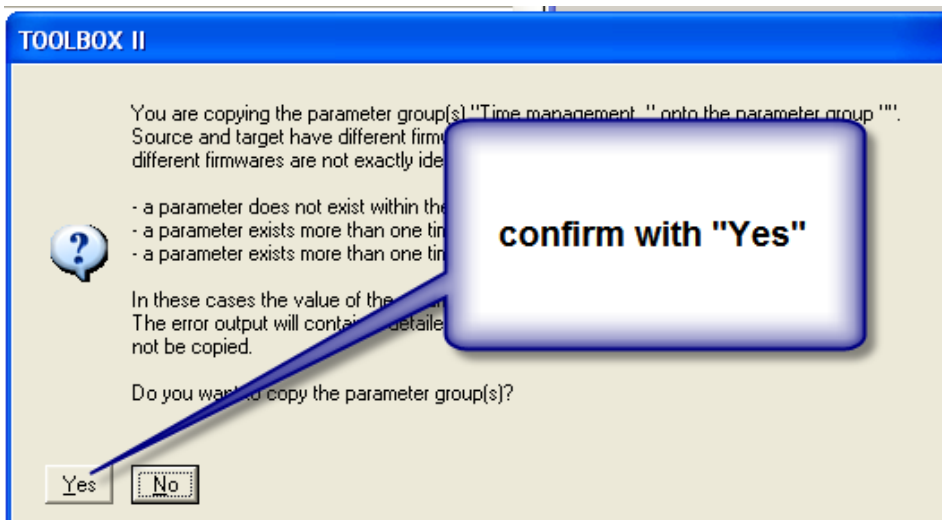 TOOLBOX II
You are copying the parameter group(s) "Time management  " onto the parameter group "".
Source and target have different firmw
different firmwares are not exactly ide
- a parameter does not exist within the
- a parameter exists more than one tim
- a parameter exists more than one tim
confirm with "Yes"
In these cases the value of the
The error output will contain detaile
not be copied.
Do you want to copy the parameter group(s)?
Yes
No